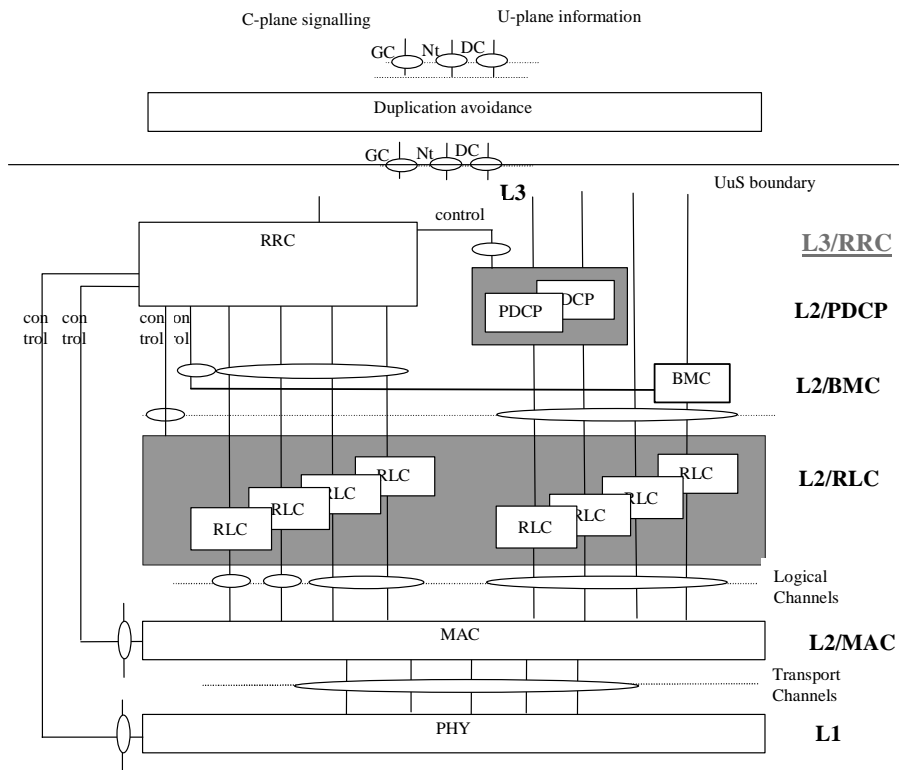 C-plane signalling
U-plane information
GC Nt DC
Duplication avoidance
GC Nt DC
UuS boundary
L3
control
RRC
L3/RRC
PDCP
DCP
L2/PDCP
con
trol
con
trol
con
trol
on
rol
BMC
L2/BMC
RLC
RLC
RLC
RLC
RLC
RLC
RLC
RLC
L2/RLC
Logical
Channels
MAC
L2/MAC
Transport
Channels
PHY
L1